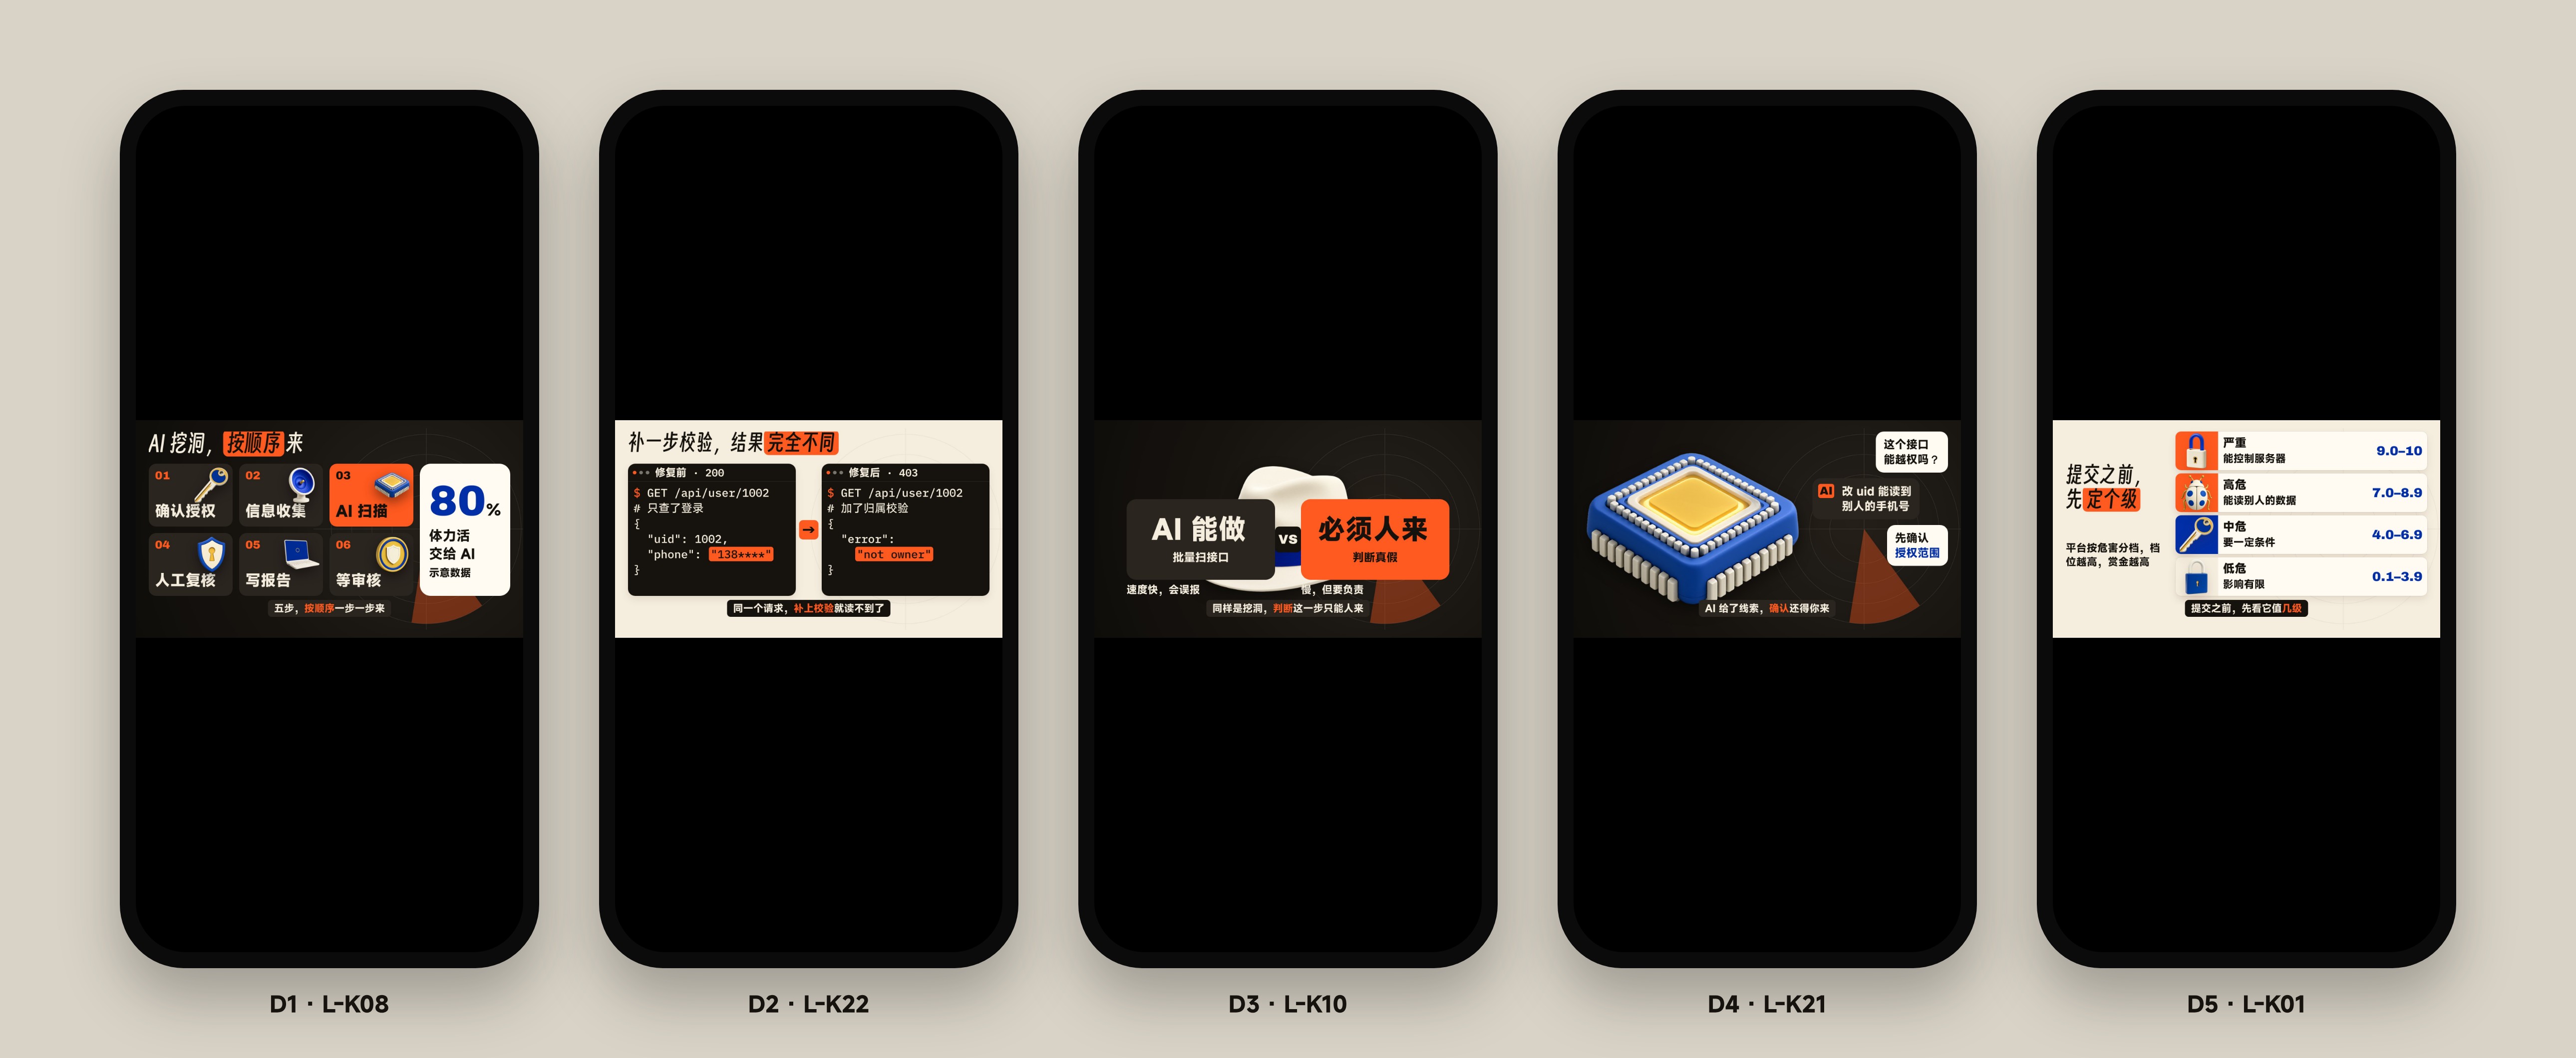 AI 挖洞，按顺序来
01
确认授权
02
信息收集
03
AI 扫描
04
人工复核
05
写报告
06
等审核
80%
体力活
交给 AI
示意数据
五步，按顺序一步一步来
D1 · L-K08
补一步校验，结果完全不同
修复前 · 200
$ GET /api/user/1002
# 只查了登录
{
"uid": 1002,
"phone": "138****"
}
→
修复后 · 403
$ GET /api/user/1002
# 加了归属校验
{
"error":
"not owner"
}
同一个请求，补上校验就读不到了
D2 · L-K22
AI 能做
批量扫接口
VS
必须人来
判断真假
速度快，会误报
慢，但要负责
同样是挖洞，判断这一步只能人来
D3 · L-K10
这个接口
能越权吗？
AI 改 uid 能读到
别人的手机号
先确认
授权范围
AI 给了线索，确认还得你来
D4 · L-K21
提交之前，
先定个级
平台按危害分档，档
位越高，赏金越高
严重
能控制服务器
9.0–10
高危
能读别人的数据
7.0–8.9
中危
要一定条件
4.0–6.9
低危
影响有限
0.1–3.9
提交之前，先看它值几级
D5 · L-K01